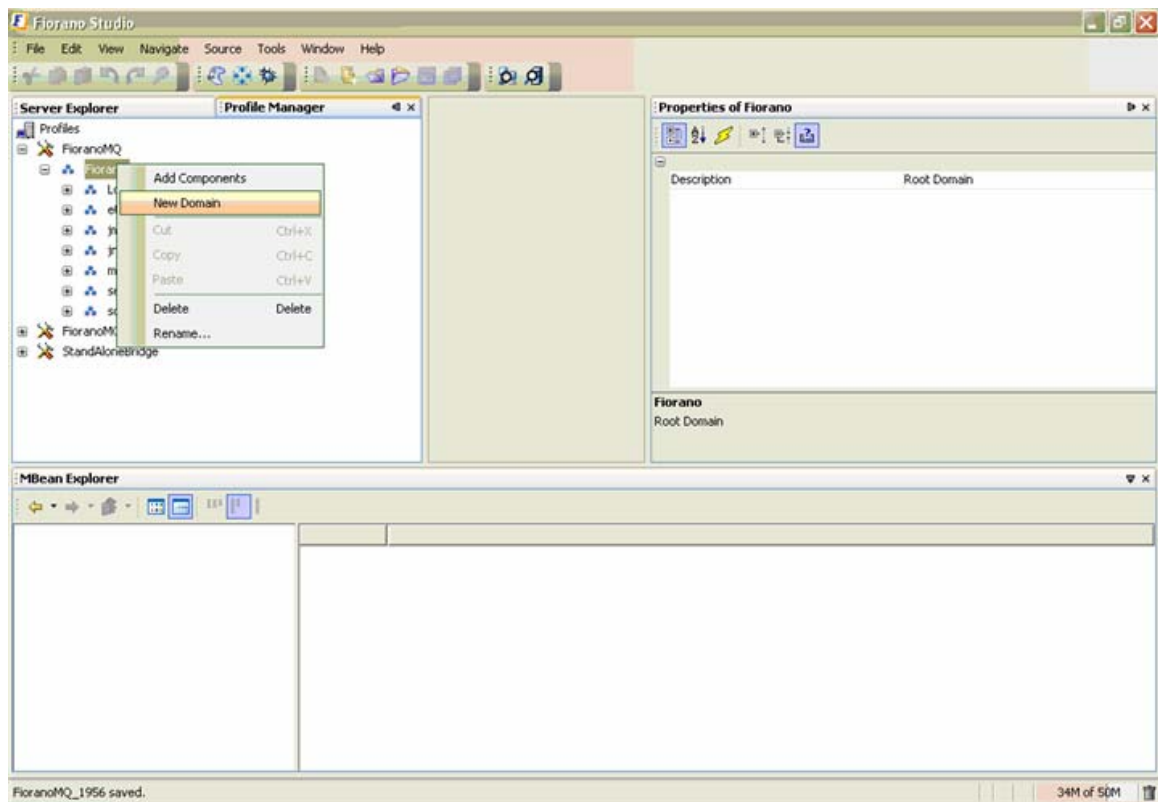 Fiorano Studio
File Edit View Navigate Source Tools Window Help
Server Explorer
Profile Manager
Properties of Fiorano
Profiles
FioranoMQ
StandAloneBridge
Add Components
New Domain
Cut Ctrl+X
Copy Ctrl+C
Paste Ctrl+V
Delete Delete
Rename...
Description Root Domain
Fiorano
Root Domain
MBean Explorer
FioranoMQ_1956 saved.
34M of 50M